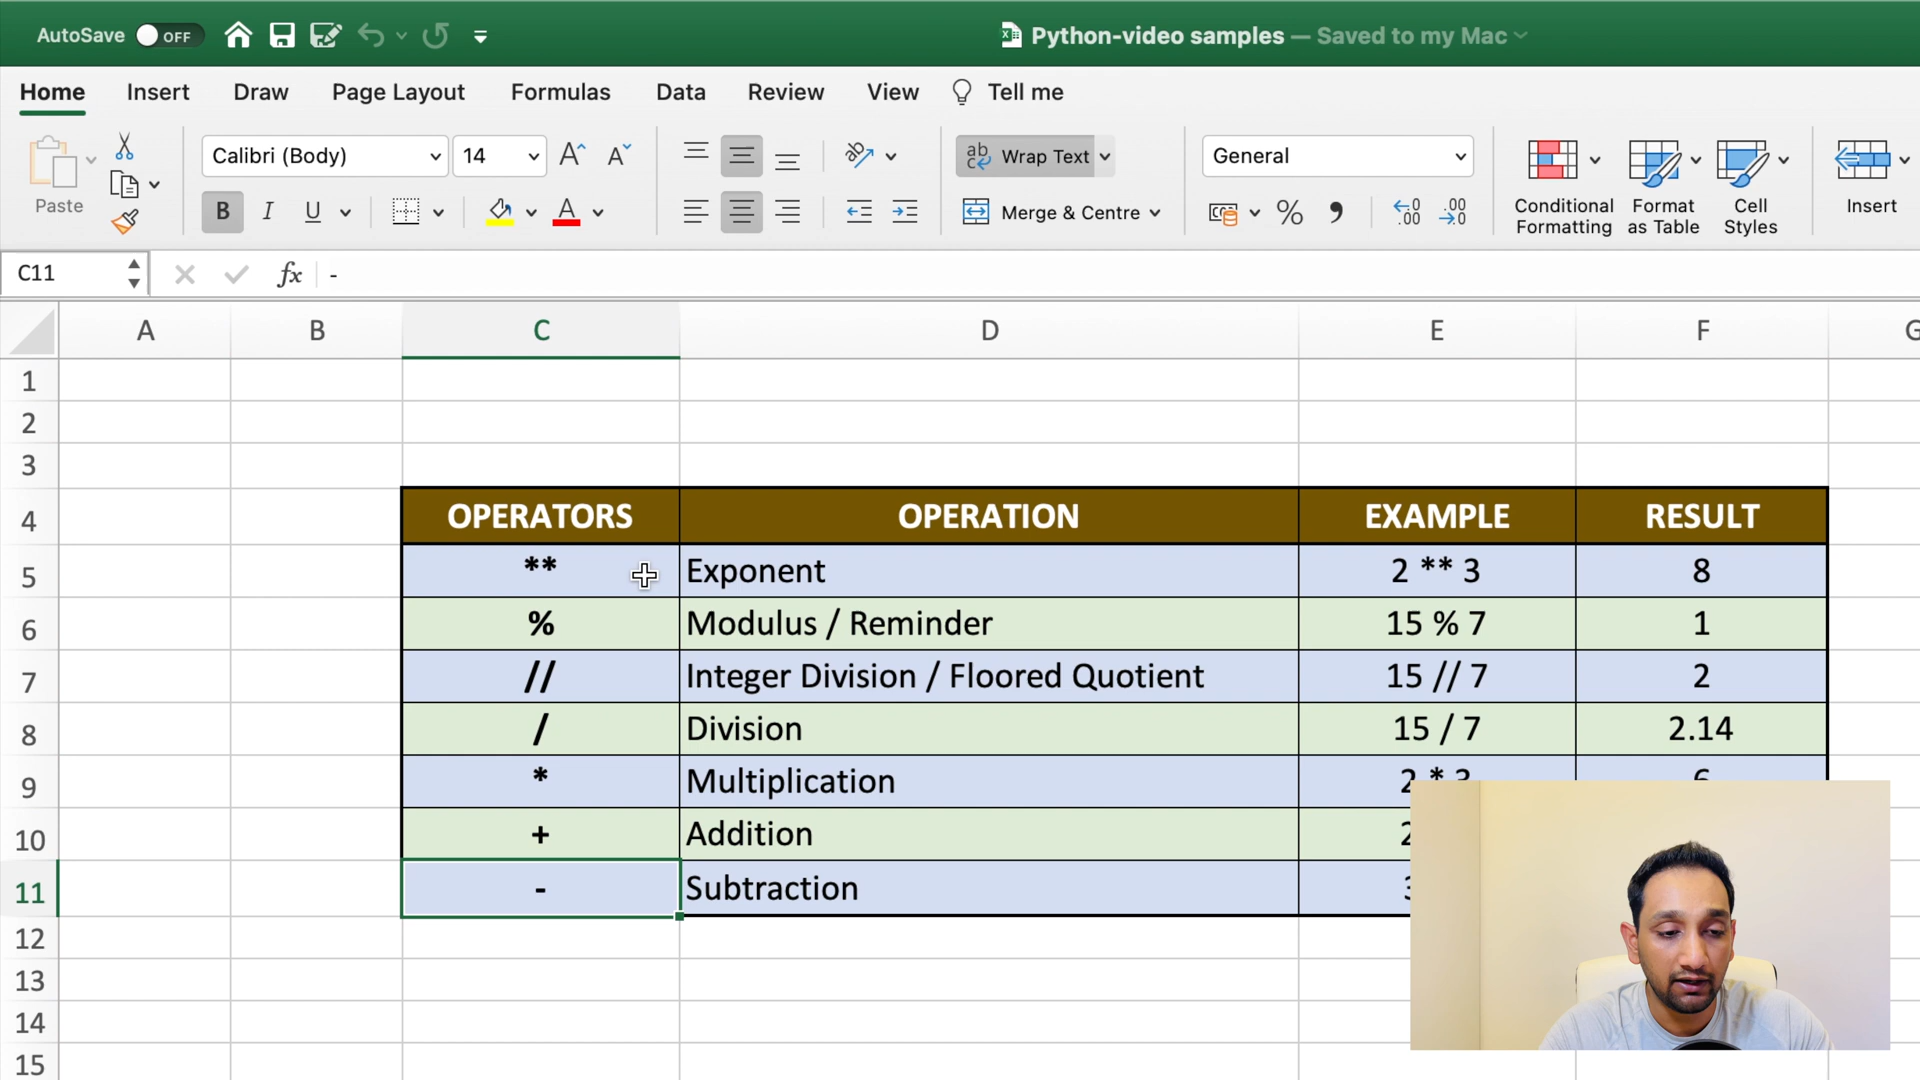 AutoSave OFF Python-video samples — Saved to my Mac
Home Insert Draw Page Layout Formulas Data Review View Tell me
Calibri (Body) 14 Wrap Text General
Paste B I U Merge & Centre % Conditional Formatting Format as Table Cell Styles Insert
C11 fx -
A B C D E F
1
2
3
4 OPERATORS OPERATION EXAMPLE RESULT
5 ** Exponent 2 ** 3 8
6 % Modulus / Reminder 15 % 7 1
7 // Integer Division / Floored Quotient 15 // 7 2
8 / Division 15 / 7 2.14
9 * Multiplication 2 * 3 6
10 + Addition 2
11 - Subtraction
12
13
14
15